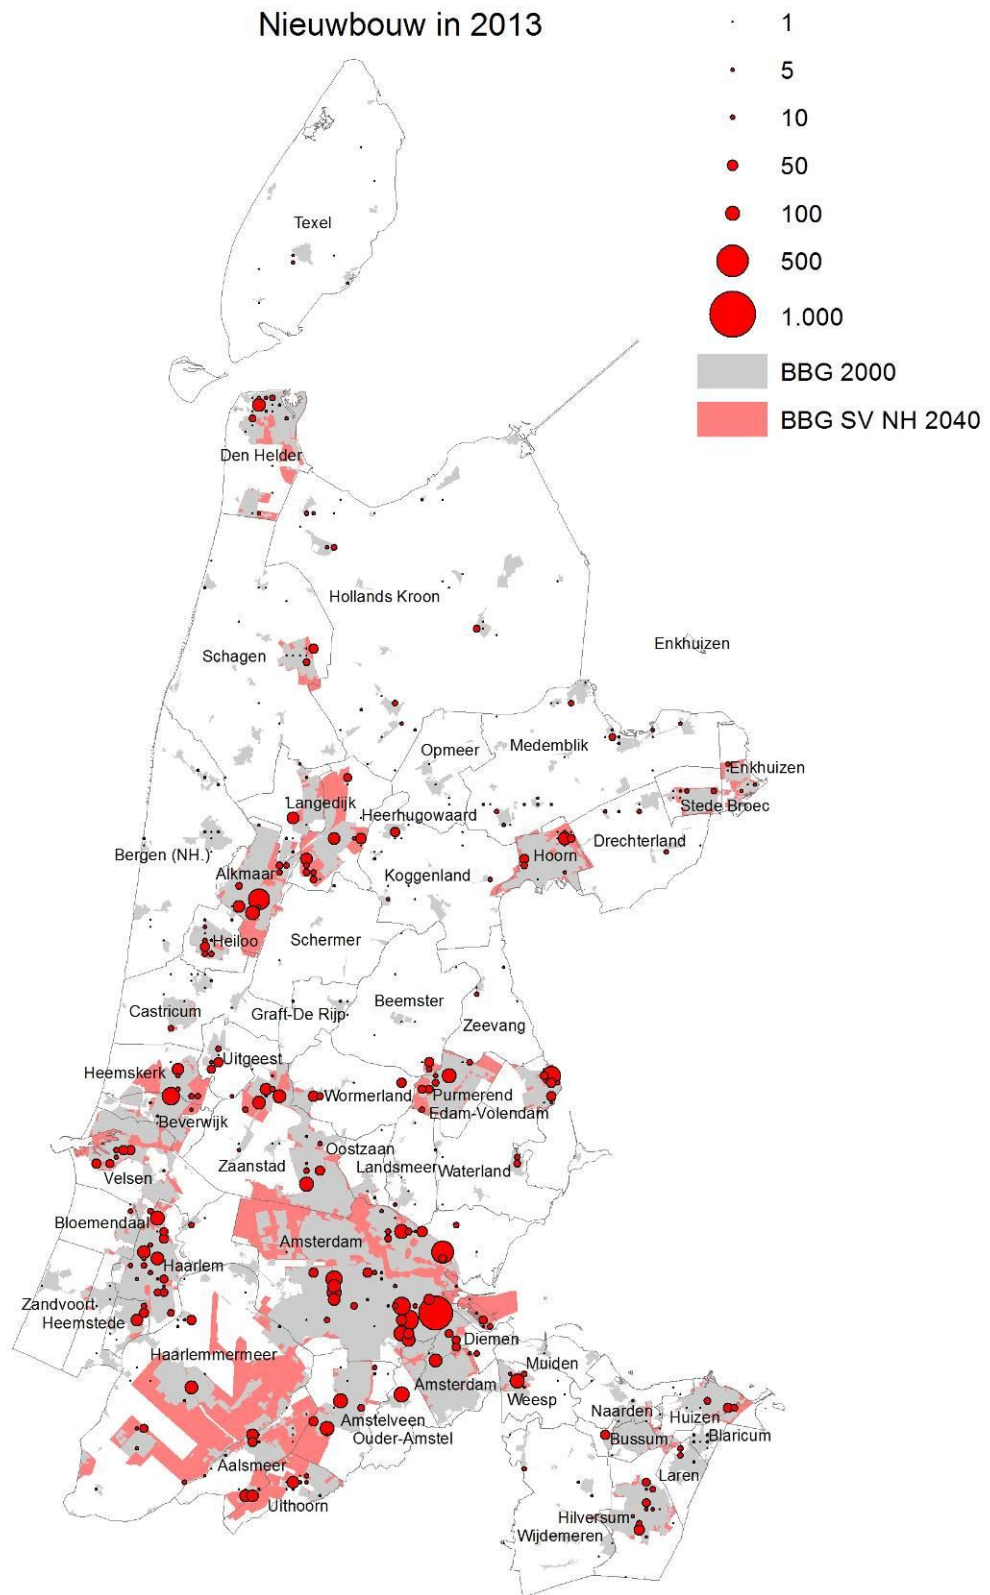 Nieuwbouw in 2013
1
5
10
50
100
500
1.000
BBG 2000
BBG SV NH 2040
Texel
Den Helder
Hollands Kroon
Enkhuizen
Schagen
Opmeer
Medemblik
Enkhuizen
Langedijk
Stede Broec
Heerhugowaard
Drechterland
Bergen (NH.)
Hoorn
Alkmaar
Koggenland
Heiloo
Schermer
Castricum
Graft-De Rijp
Beemster
Zeevang
Uitgeest
Heemskerk
Wormerland
Purmerend
Edam-Volendam
Beverwijk
Oostzaan
Zaanstad
Landsmeer
Waterland
Velsen
Bloemendaal
Amsterdam
Haarlem
Zandvoort
Heemstede
Diemen
Haarlemmermeer
Muiden
Amsterdam
Weesp
Naarden
Huizen
Amstelveen
Blaricum
Ouder-Amstel
Bussum
Aalsmeer
Laren
Uithoorn
Hilversum
Wijdemeren